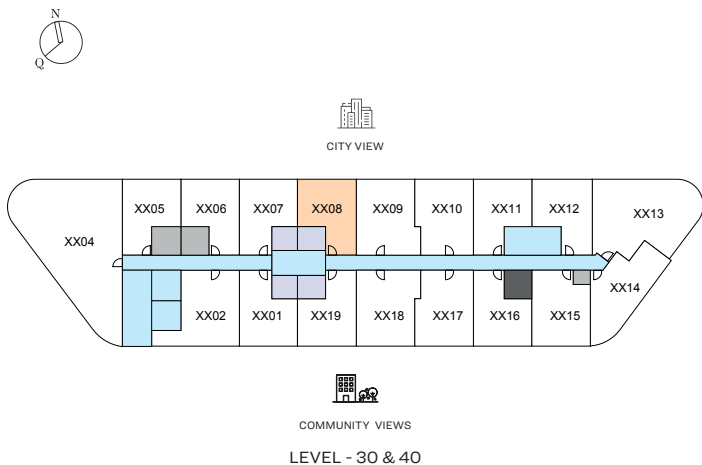 N
Q
CITY VIEW
XX05 XX06 XX07 XX08 XX09 XX10 XX11 XX12
XX04 XX13
XX14
XX02 XX01 XX19 XX18 XX17 XX16 XX15
COMMUNITY VIEWS
LEVEL - 30 & 40